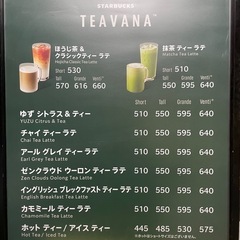 STARBUCKS
TEAVANA™
ほうじ茶 &
クラシックティー ラテ
Hojicha Classic Tea Latte
Short 530
Tall Grande Venti
570 616 660
抹茶 ティー ラテ
Matcha Tea Latte
Short 510
Tall Grande Venti
550 595 640
Short Tall Grande Venti
ゆず シトラス & ティー 510 550 595 640
YUZU Citrus & Tea
チャイ ティー ラテ 510 550 595 640
Chai Tea Latte
アール グレイ ティー ラテ 510 550 595 640
Earl Grey Tea Latte
ゼンクラウド ウーロン ティー ラテ 510 550 595 640
Zen Clouds Oolong Tea Latte
イングリッシュ ブレックファスト ティー ラテ 510 550 595 640
English Breakfast Tea Latte
カモミール ティー ラテ 510 550 595 640
Chamomile Tea Latte
ホット ティー / アイス ティー 445 485 530 575
Hot Tea / Iced Tea